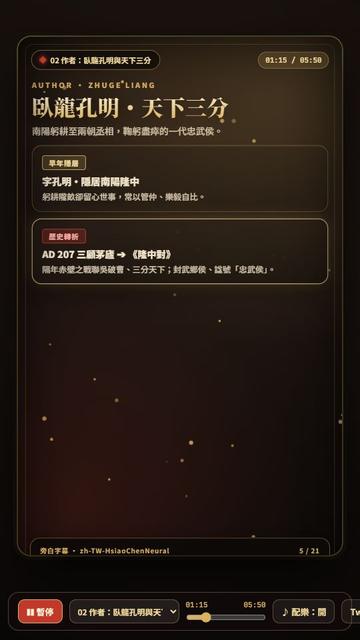 02 作者：臥龍孔明與天下三分
01:15 / 05:50
AUTHOR • ZHUGE LIANG
臥龍孔明・天下三分
南陽躬耕至兩朝丞相，鞠躬盡瘁的一代忠武侯。
早年隱居
字孔明・隱居南陽隆中
躬耕隴畝卻留心世事，常以管仲、樂毅自比。
歷史轉折
AD 207 三顧茅廬 ➔ 《隆中對》
隔年赤壁之戰聯吳破曹、三分天下；封武鄉侯、諡號「忠武侯」。
旁白字幕 • zh-TW-HsiaoChenNeural
5 / 21
暫停
02 作者：臥龍孔明與天
01:15
05:50
♪ 配樂：開
Tw